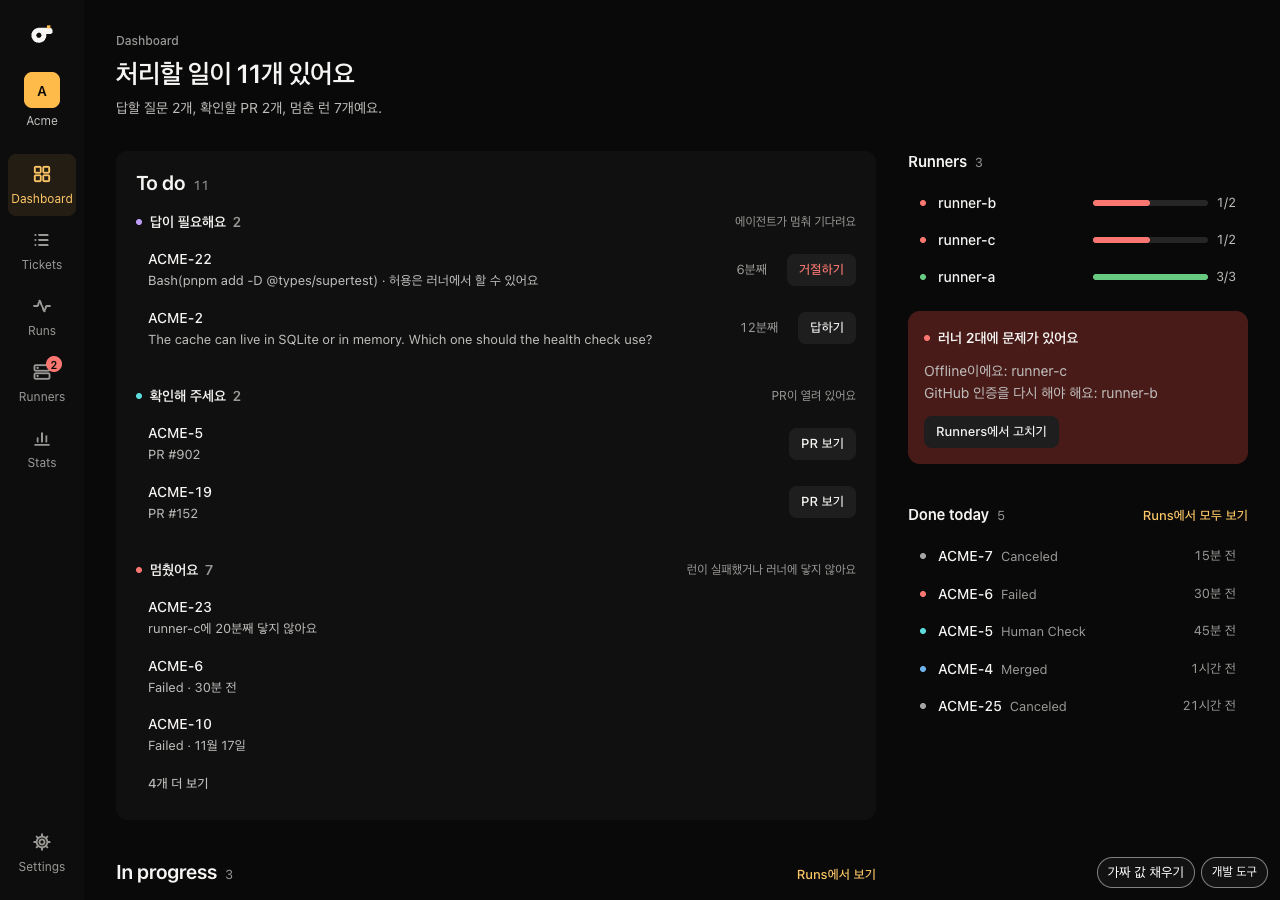 A
Acme
Dashboard
Tickets
Runs
2
Runners
Stats
Settings
Dashboard
처리할 일이 11개 있어요
답할 질문 2개, 확인할 PR 2개, 멈춘 런 7개예요.
To do 11
답이 필요해요 2
에이전트가 멈춰 기다려요
ACME-22
Bash(pnpm add -D @types/supertest) · 허용은 러너에서 할 수 있어요
6분째
거절하기
ACME-2
The cache can live in SQLite or in memory. Which one should the health check use?
12분째
답하기
확인해 주세요 2
PR이 열려 있어요
ACME-5
PR #902
PR 보기
ACME-19
PR #152
PR 보기
멈췄어요 7
런이 실패했거나 러너에 닿지 않아요
ACME-23
runner-c에 20분째 닿지 않아요
ACME-6
Failed · 30분 전
ACME-10
Failed · 11월 17일
4개 더 보기
In progress 3
Runs에서 보기
Runners 3
runner-b 1/2
runner-c 1/2
runner-a 3/3
러너 2대에 문제가 있어요
Offline이에요: runner-c
GitHub 인증을 다시 해야 해요: runner-b
Runners에서 고치기
Done today 5
Runs에서 모두 보기
ACME-7 Canceled 15분 전
ACME-6 Failed 30분 전
ACME-5 Human Check 45분 전
ACME-4 Merged 1시간 전
ACME-25 Canceled 21시간 전
가짜 값 채우기
개발 도구